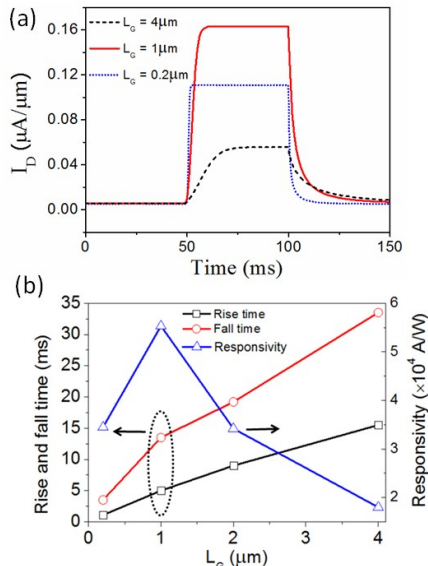 (a)
L_G = 4μm
L_G = 1μm
L_G = 0.2μm
0.16
0.12
0.08
0.04
0.00
I_D (μA/μm)
0 50 100 150
Time (ms)
(b)
Rise time
Fall time
Responsivity
35
30
25
20
15
10
5
0
Rise and fall time (ms)
6
5
4
3
2
Responsivity (×10^4 A/W)
0 1 2 3 4
L_G (μm)